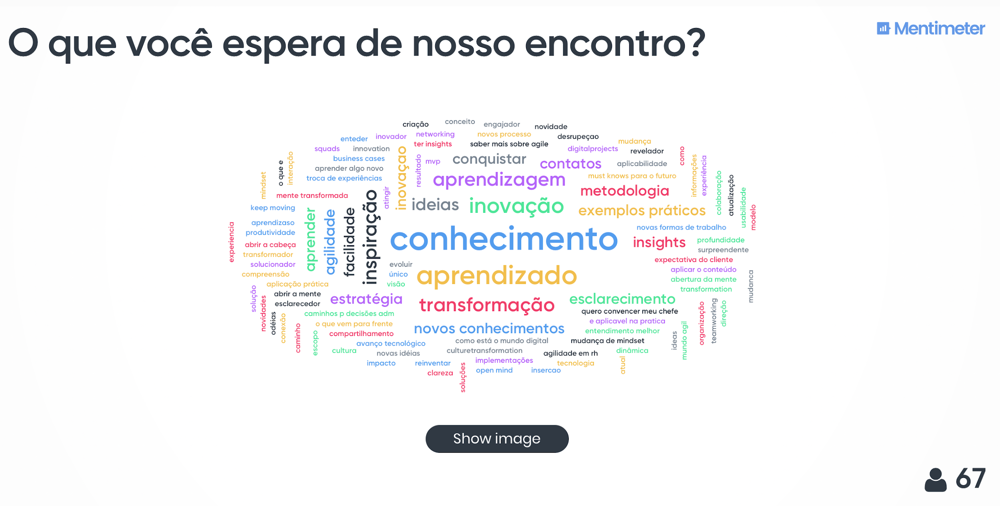 O que você espera de nosso encontro?
Mentimeter
criação
conceito
engajador
novidade
enteder
inovador
networking
novos processo
desrupeçao
mudança
squads
innovation
ter insights
saber mais sobre agile
digitalprojects
revelador
como
business cases
inovaçao
resultado
mvp
conquistar
contatos
aplicabilidade
informações
experiência
o que e
interação
aprender algo novo
troca de experiências
aprendizagem
must knows para o futuro
colaboração
atualização
mindset
mente transformada
atingir
metodologia
usabilidade
modelo
keep moving
aprender
agilidade
facilidade
inspiração
ideias
inovação
exemplos práticos
experiencia
aprendizaso
produtividade
conhecimento
novas formas de trabalho
abrir a cabeça
insights
profundidade
transformador
surpreendente
solucionador
evoluir
expectativa do cliente
compreensão
único
aprendizado
aplicar o conteúdo
mudanca
aplicação prática
visão
abertura da mente
solução
abrir a mente
transformation
novidades
esclarecedor
estratégia
transformação
esclarecimento
odéias
conexão
caminhos p decisões adm
quero convencer meu chefe
organização
teamworking
direção
caminho
o que vem para frente
e aplicavel na pratica
escopo
compartilhamento
novos conhecimentos
entendimento melhor
ideas
mundo agil
avanço tecnológico
como está o mundo digital
mudança de mindset
cultura
novas idéias
culturetransformation
agilidade em rh
dinâmica
impacto
reinventar
implementações
tecnologia
atual
clareza
soluções
open mind
insercao
Show image
67